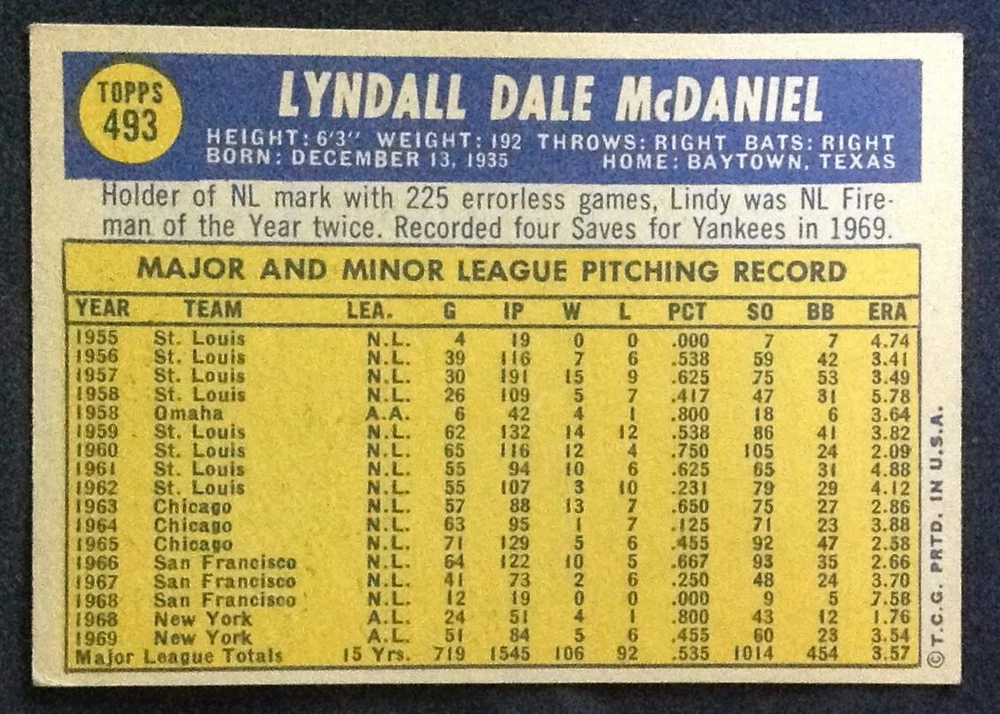 TOPPS
493
LYNDALL DALE McDANIEL
HEIGHT: 6'3" WEIGHT: 192 THROWS: RIGHT BATS: RIGHT
BORN: DECEMBER 13, 1935 HOME: BAYTOWN, TEXAS
Holder of NL mark with 225 errorless games, Lindy was NL Fire-
man of the Year twice. Recorded four Saves for Yankees in 1969.
MAJOR AND MINOR LEAGUE PITCHING RECORD
YEAR TEAM LEA. G IP W L PCT SO BB ERA
1955 St. Louis N.L. 4 19 0 0 .000 7 7 4.74
1956 St. Louis N.L. 39 116 7 6 .538 59 42 3.41
1957 St. Louis N.L. 30 191 15 9 .625 75 53 3.49
1958 St. Louis N.L. 26 109 5 7 .417 47 31 5.78
1958 Omaha A.A. 6 42 4 1 .800 18 6 3.64
1959 St. Louis N.L. 62 132 14 12 .538 86 41 3.82
1960 St. Louis N.L. 65 116 12 4 .750 105 24 2.09
1961 St. Louis N.L. 55 94 10 6 .625 65 31 4.88
1962 St. Louis N.L. 55 107 3 10 .231 79 29 4.12
1963 Chicago N.L. 57 88 13 7 .650 75 27 2.86
1964 Chicago N.L. 63 95 1 7 .125 71 23 3.88
1965 Chicago N.L. 71 129 5 6 .455 92 47 2.58
1966 San Francisco N.L. 64 122 10 5 .667 93 35 2.66
1967 San Francisco N.L. 41 73 2 6 .250 48 24 3.70
1968 San Francisco N.L. 12 19 0 0 .000 9 5 7.58
1968 New York A.L. 24 51 4 1 .800 43 12 1.76
1969 New York A.L. 51 84 5 6 .455 60 23 3.54
Major League Totals 15 Yrs. 719 1545 106 92 .535 1014 454 3.57
© T.C.G. PRTD. IN U.S.A.